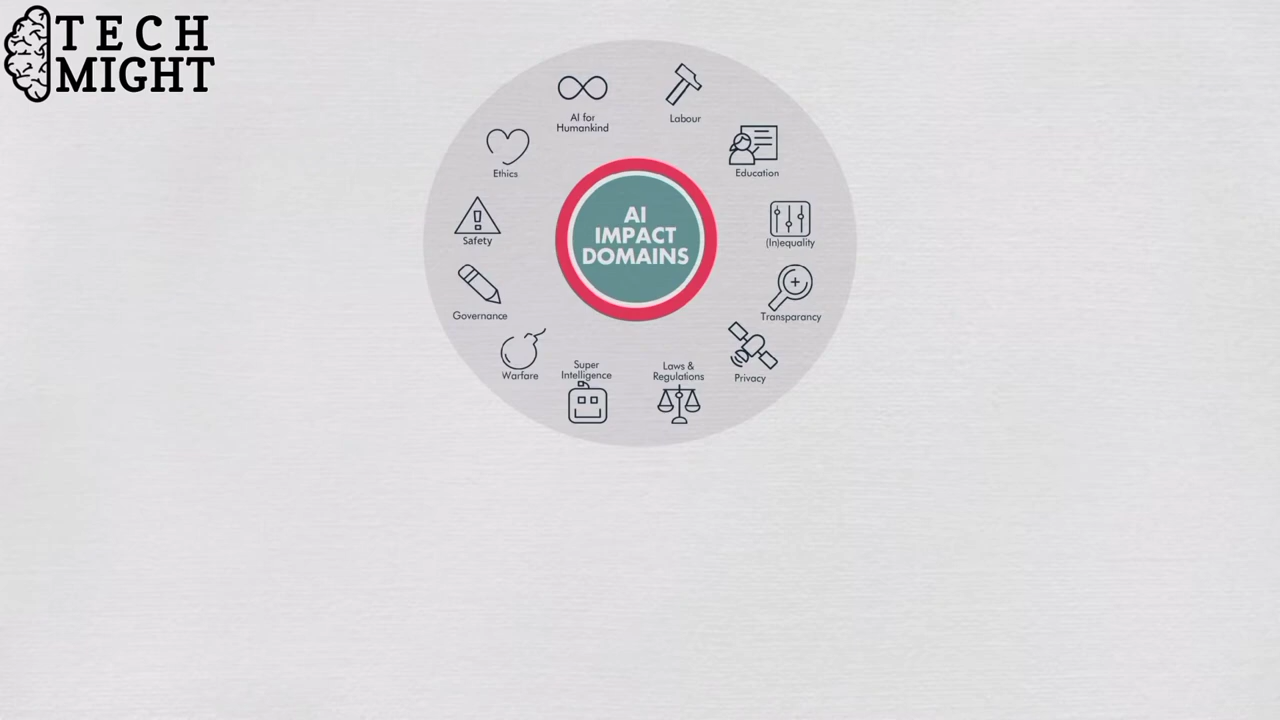 TECH
MIGHT
AI for
Humankind
Labour
Ethics
Education
Safety
(In)equality
AI
IMPACT
DOMAINS
Governance
Transparency
Warfare
Super
Intelligence
Laws &
Regulations
Privacy